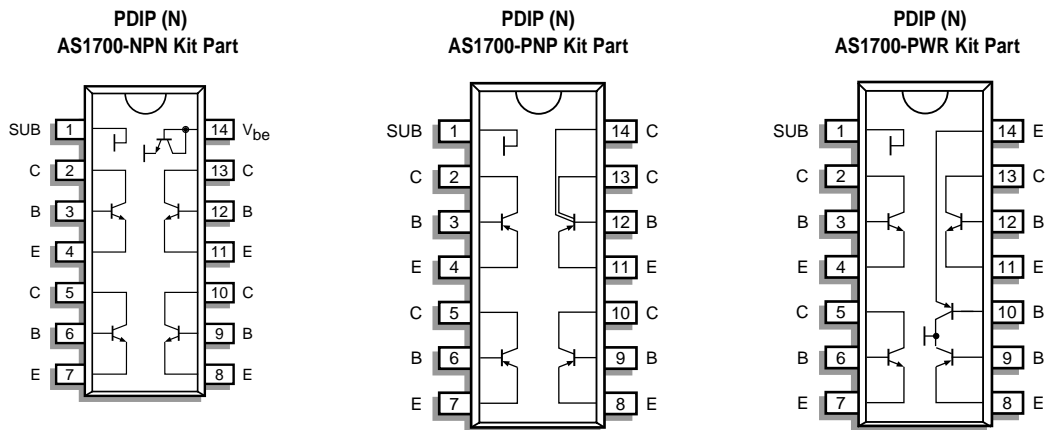 PDIP (N)
AS1700-NPN Kit Part
SUB 1 14 Vbe
C 2 13 C
B 3 12 B
E 4 11 E
C 5 10 C
B 6 9 B
E 7 8 E
PDIP (N)
AS1700-PNP Kit Part
SUB 1 14 C
C 2 13 C
B 3 12 B
E 4 11 E
C 5 10 C
B 6 9 B
E 7 8 E
PDIP (N)
AS1700-PWR Kit Part
SUB 1 14 E
C 2 13 C
B 3 12 B
E 4 11 E
C 5 10 B
B 6 9 B
E 7 8 E